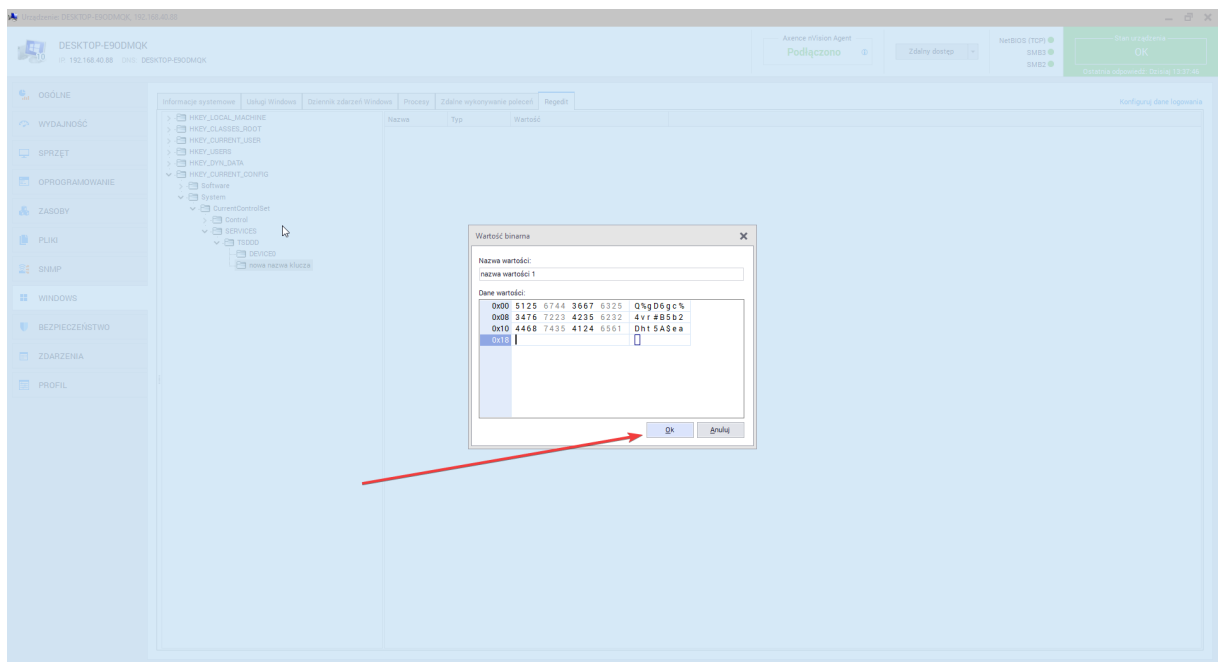 Urządzenie: DESKTOP-E9ODMQK, 192.168.40.88
DESKTOP-E9ODMQK
IP: 192.168.40.88 DNS: DESKTOP-E9ODMQK
Axence nVision Agent
Podłączono
Zdalny dostęp
NetBIOS (TCP)
SMB3
SMB2
Stan urządzenia
OK
OGÓLNE
WYDAJNOŚĆ
SPRZĘT
OPROGRAMOWANIE
ZASOBY
PLIKI
SNMP
WINDOWS
BEZPIECZEŃSTWO
ZDARZENIA
PROFIL
Informacje systemowe Usługi Windows Dziennik zdarzeń Windows Procesy Zdalne wykonywanie poleceń Regedit
Konfiguruj dane logowania
HKEY_LOCAL_MACHINE
HKEY_CLASSES_ROOT
HKEY_CURRENT_USER
HKEY_USERS
HKEY_DYN_DATA
HKEY_CURRENT_CONFIG
Software
System
CurrentControlSet
Control
SERVICES
TSDDD
DEVICE0
nowa nazwa klucza
Nazwa Typ Wartość
Wartość binarna
Nazwa wartości:
nazwa wartości 1
Dane wartości:
0x00 5125 6744 3667 6325 Q%gD6gc%
0x08 3476 7223 4235 6232 4vr#B5b2
0x10 4468 7435 4124 6561 Dht5A$ea
0x18
Ok
Anuluj